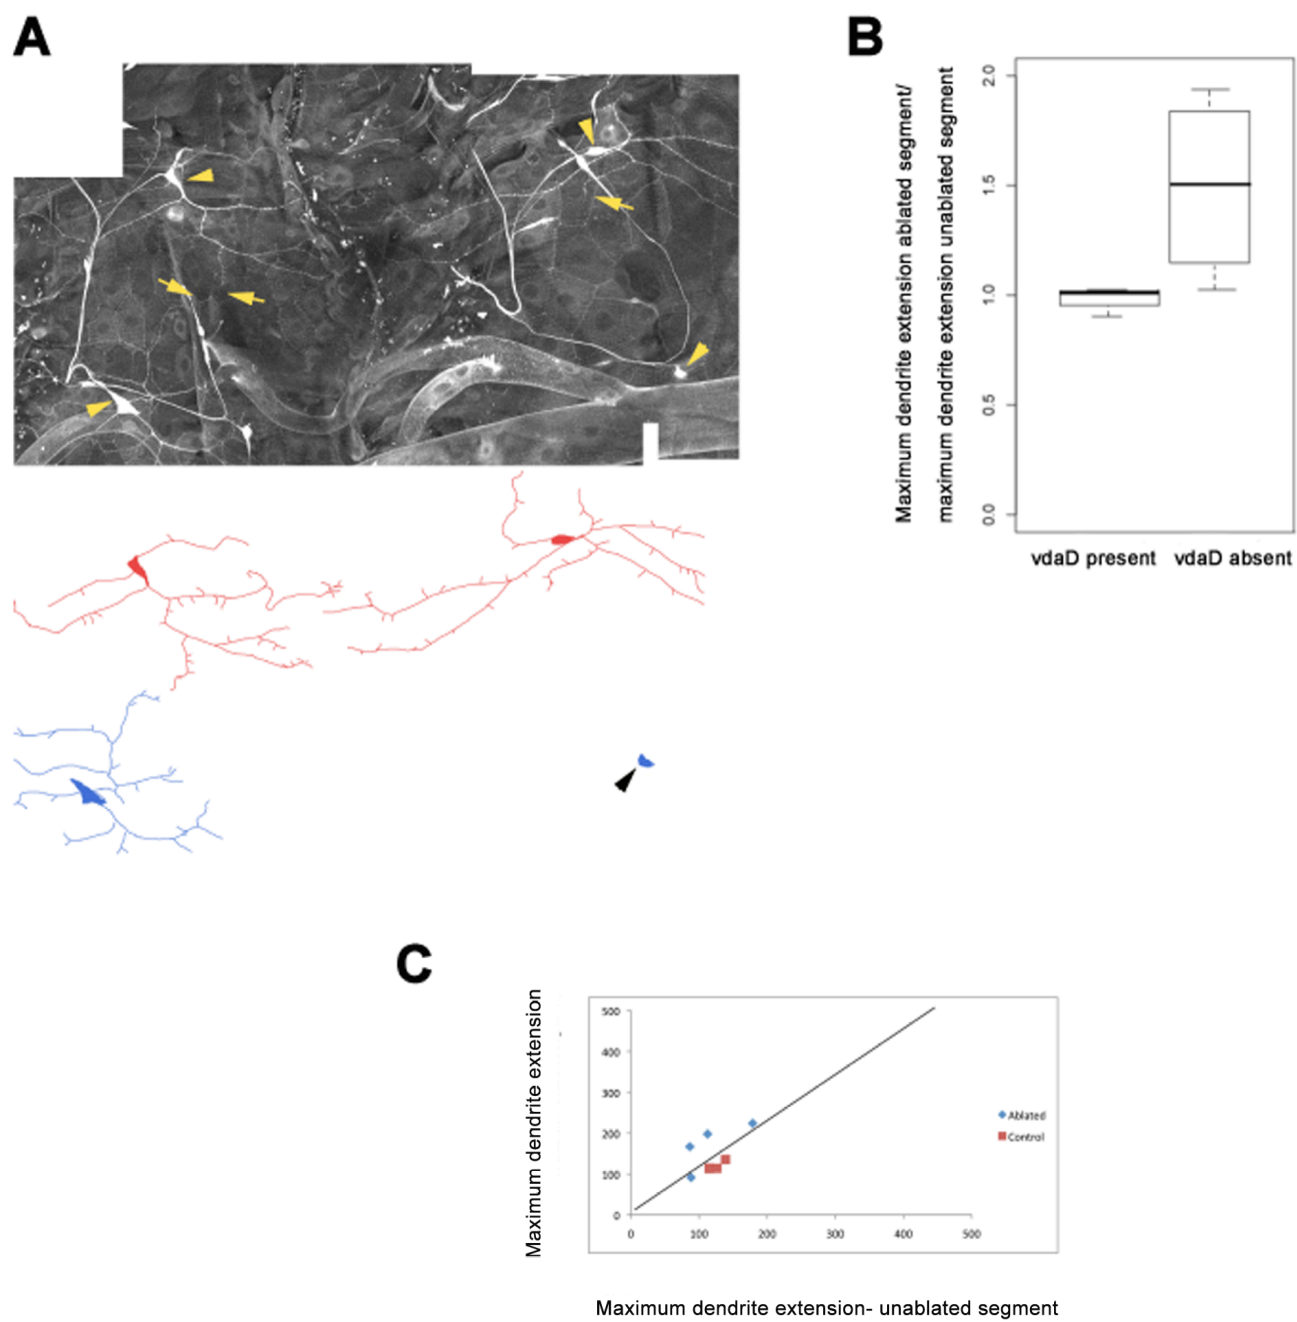 A
B
Maximum dendrite extension ablated segment/
maximum dendrite extension unablated segment
2.0
1.5
1.0
0.5
0.0
vdaD present
vdaD absent
C
Maximum dendrite extension
500
400
300
200
100
0
0
100
200
300
400
500
Ablated
Control
Maximum dendrite extension- unablated segment